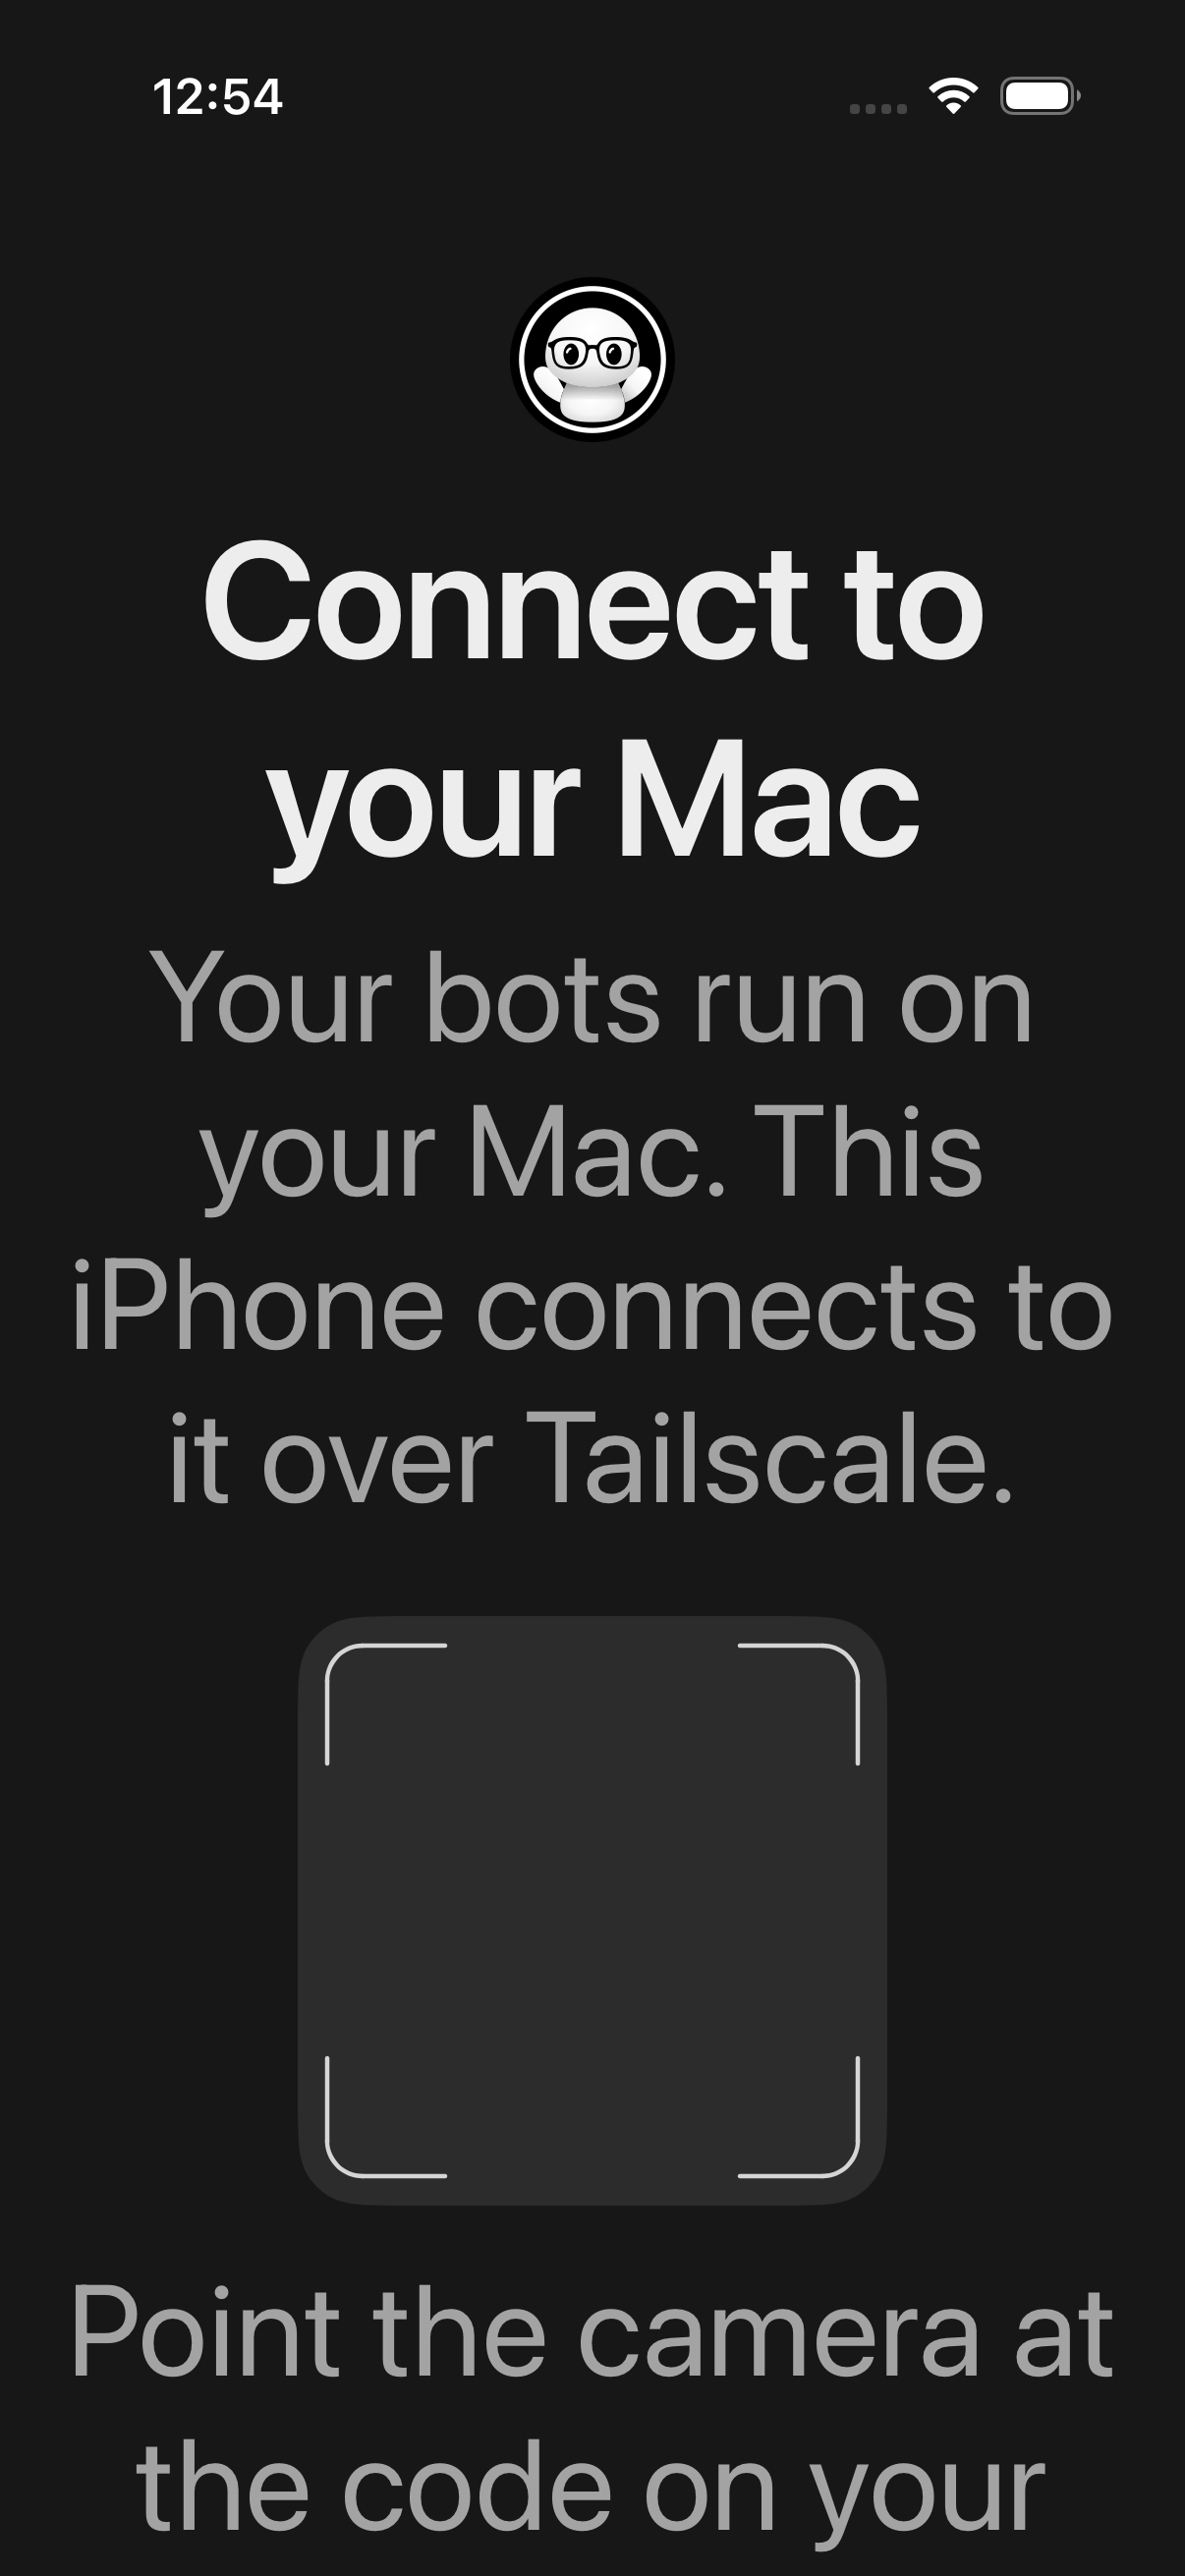 12:54
Connect to
your Mac
Your bots run on
your Mac. This
iPhone connects to
it over Tailscale.
Point the camera at
the code on your